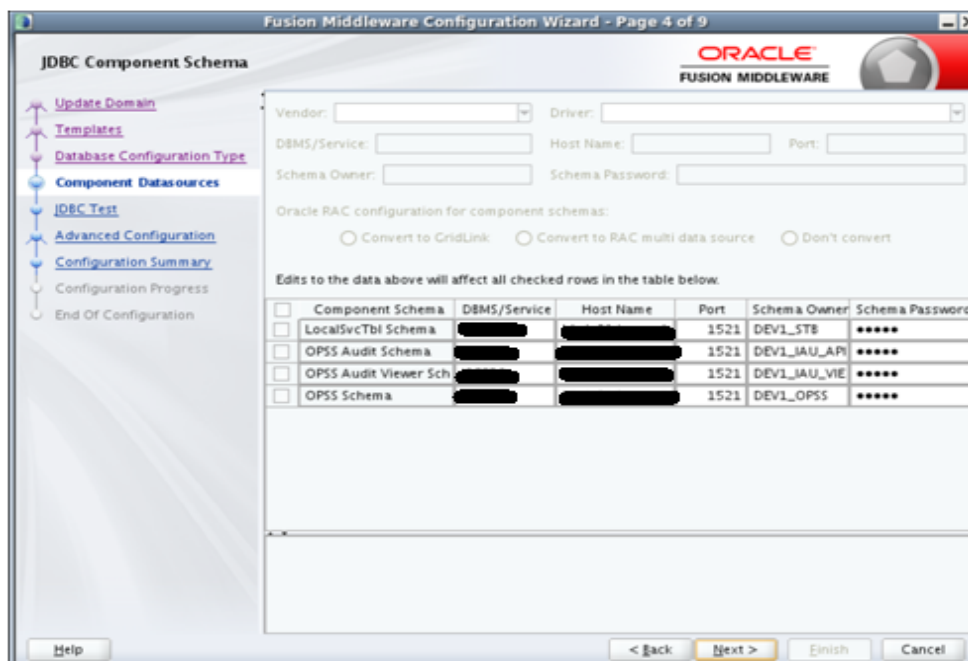 Fusion Middleware Configuration Wizard - Page 4 of 9
JDBC Component Schema
ORACLE
FUSION MIDDLEWARE
Update Domain
Templates
Database Configuration Type
Component Datasources
JDBC Test
Advanced Configuration
Configuration Summary
Configuration Progress
End Of Configuration
Vendor: Driver:
DBMS/Service: Host Name: Port:
Schema Owner: Schema Password:
Oracle RAC configuration for component schemas:
Convert to GridLink Convert to RAC multi data source Don't convert
Edits to the data above will affect all checked rows in the table below.
Component Schema DBMS/Service Host Name Port Schema Owner Schema Password
LocalSvcTbl Schema 1521 DEV1_STB •••••
OPSS Audit Schema 1521 DEV1_IAU_API •••••
OPSS Audit Viewer Sch 1521 DEV1_IAU_VIE •••••
OPSS Schema 1521 DEV1_OPSS •••••
Help < Back Next > Finish Cancel